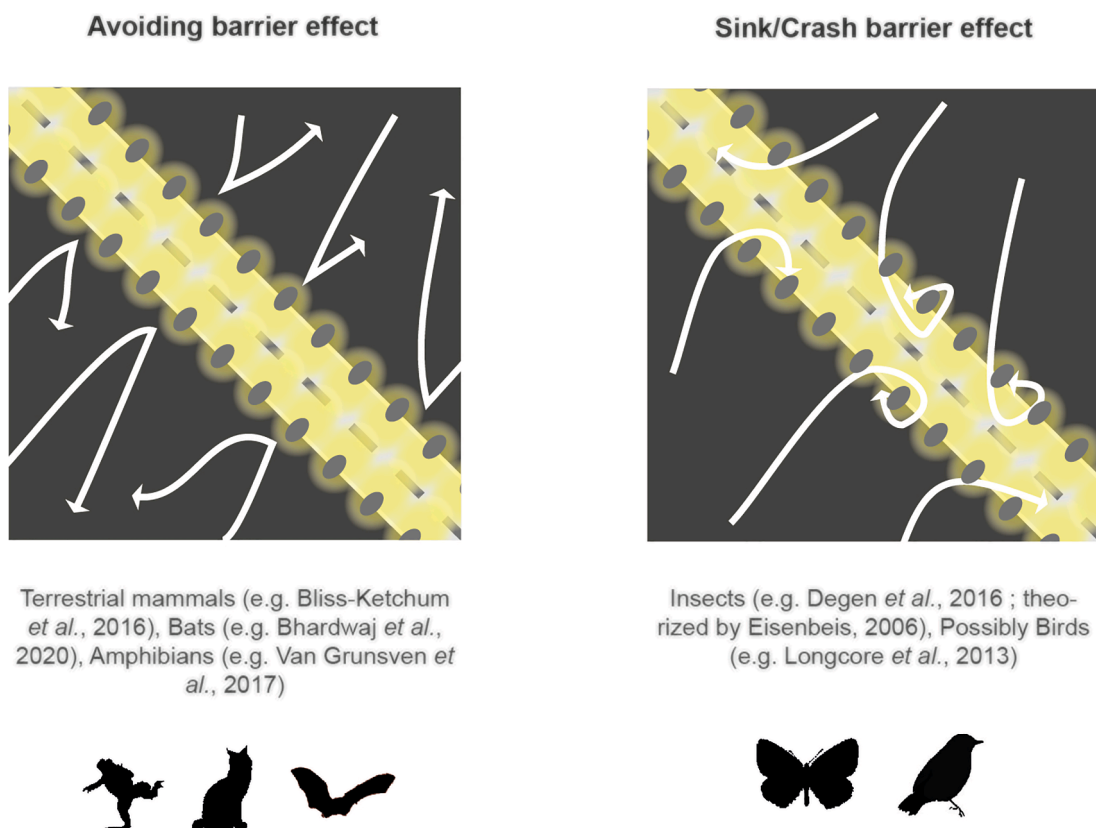 Avoiding barrier effect
Sink/Crash barrier effect
Terrestrial mammals (e.g. Bliss-Ketchum
et al., 2016), Bats (e.g. Bhardwaj et al.,
2020), Amphibians (e.g. Van Grunsven et
al., 2017)
Insects (e.g. Degen et al., 2016 ; theo-
rized by Eisenbeis, 2006), Possibly Birds
(e.g. Longcore et al., 2013)